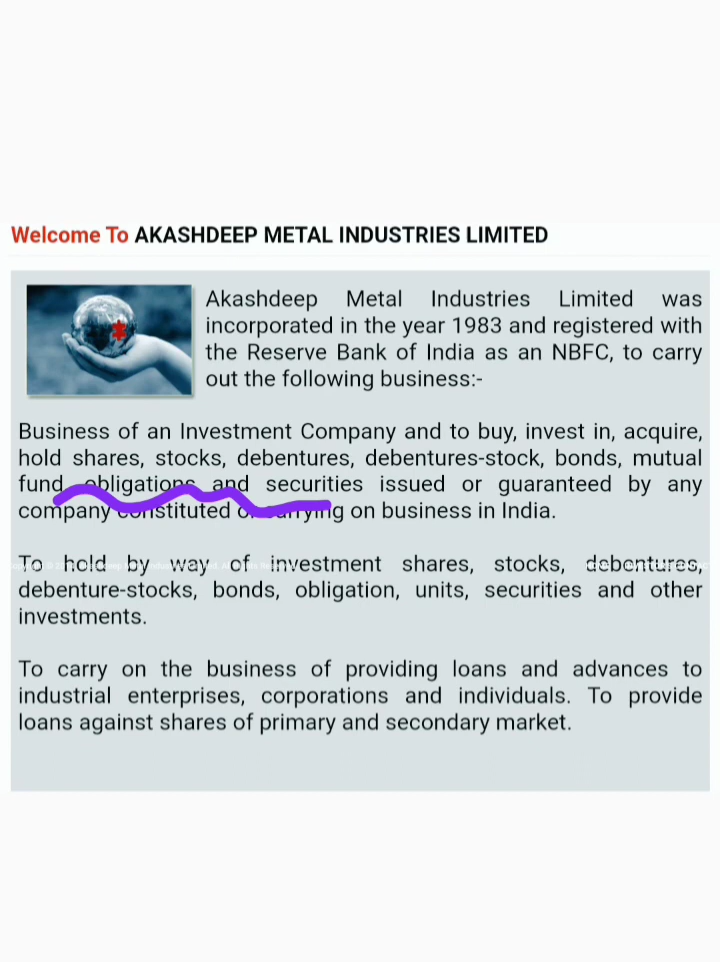 Welcome To AKASHDEEP METAL INDUSTRIES LIMITED
Akashdeep Metal Industries Limited was
incorporated in the year 1983 and registered with
the Reserve Bank of India as an NBFC, to carry
out the following business:-
Business of an Investment Company and to buy, invest in, acquire,
hold shares, stocks, debentures, debentures-stock, bonds, mutual
fund obligations and securities issued or guaranteed by any
company constituted or carrying on business in India.
To hold by way of investment shares, stocks, debentures,
debenture-stocks, bonds, obligation, units, securities and other
investments.
To carry on the business of providing loans and advances to
industrial enterprises, corporations and individuals. To provide
loans against shares of primary and secondary market.